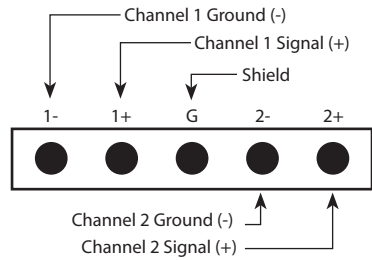 Channel 1 Ground (-)
Channel 1 Signal (+)
Shield
1- 1+ G 2- 2+
Channel 2 Ground (-)
Channel 2 Signal (+)